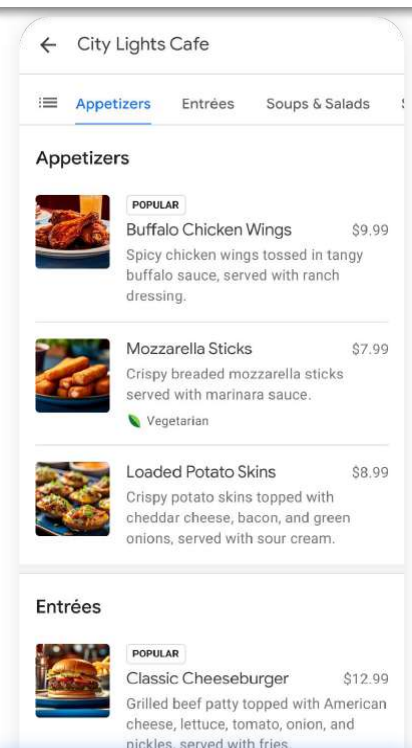 City Lights Cafe
Appetizers Entrées Soups & Salads
Appetizers
POPULAR
Buffalo Chicken Wings $9.99
Spicy chicken wings tossed in tangy
buffalo sauce, served with ranch
dressing.
Mozzarella Sticks $7.99
Crispy breaded mozzarella sticks
served with marinara sauce.
Vegetarian
Loaded Potato Skins $8.99
Crispy potato skins topped with
cheddar cheese, bacon, and green
onions, served with sour cream.
Entrées
POPULAR
Classic Cheeseburger $12.99
Grilled beef patty topped with American
cheese, lettuce, tomato, onion, and
pickles, served with fries.